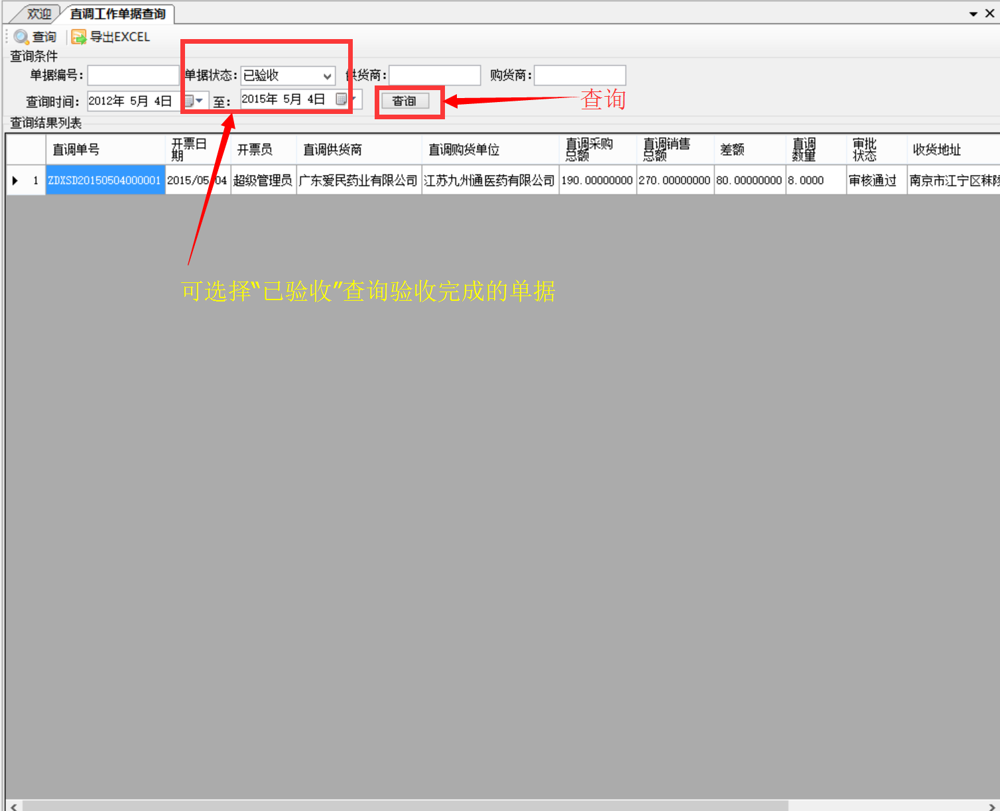 欢迎 直调工作单据查询
查询 导出EXCEL
查询条件
单据编号: 单据状态: 已验收 供货商: 购货商:
查询时间: 2012年 5月 4日 至: 2015年 5月 4日 查询 查询
查询结果列表
直调单号 开票日期 开票员 直调供货商 直调购货单位 直调采购总额 直调销售总额 差额 直调数量 审批状态 收货地址
1 ZDXSD20150504000001 2015/05/04 超级管理员 广东爱民药业有限公司 江苏九州通医药有限公司 190.00000000 270.00000000 80.00000000 8.0000 审核通过 南京市江宁区秣陵
可选择“已验收”查询验收完成的单据